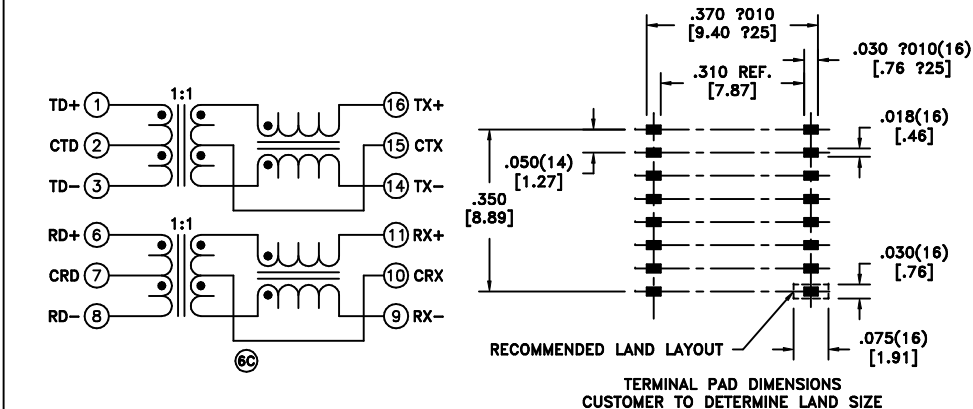 1:1
TD+ 1
CTD 2
TD- 3
16 TX+
15 CTX
14 TX-
1:1
RD+ 6
CRD 7
RD- 8
11 RX+
10 CRX
9 RX-
6C
.370 ?010
[9.40 ?25]
.030 ?010(16)
[.76 ?25]
.310 REF.
[7.87]
.018(16)
[.46]
.050(14)
[1.27]
.350
[8.89]
.030(16)
[.76]
.075(16)
[1.91]
RECOMMENDED LAND LAYOUT
TERMINAL PAD DIMENSIONS
CUSTOMER TO DETERMINE LAND SIZE